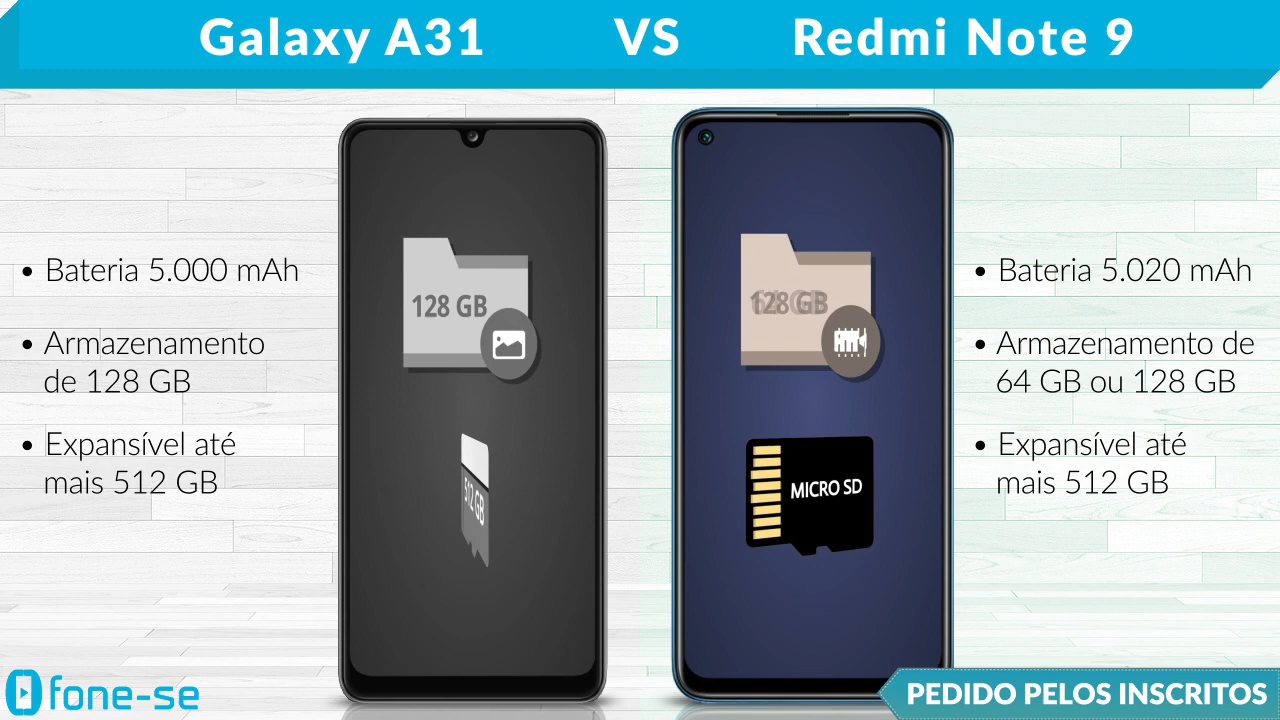 Galaxy A31 VS Redmi Note 9
• Bateria 5.000 mAh
• Armazenamento
de 128 GB
• Expansível até
mais 512 GB
128 GB
512 GB
128 GB
MICRO SD
• Bateria 5.020 mAh
• Armazenamento de
64 GB ou 128 GB
• Expansível até
mais 512 GB
fone-se
PEDIDO PELOS INSCRITOS